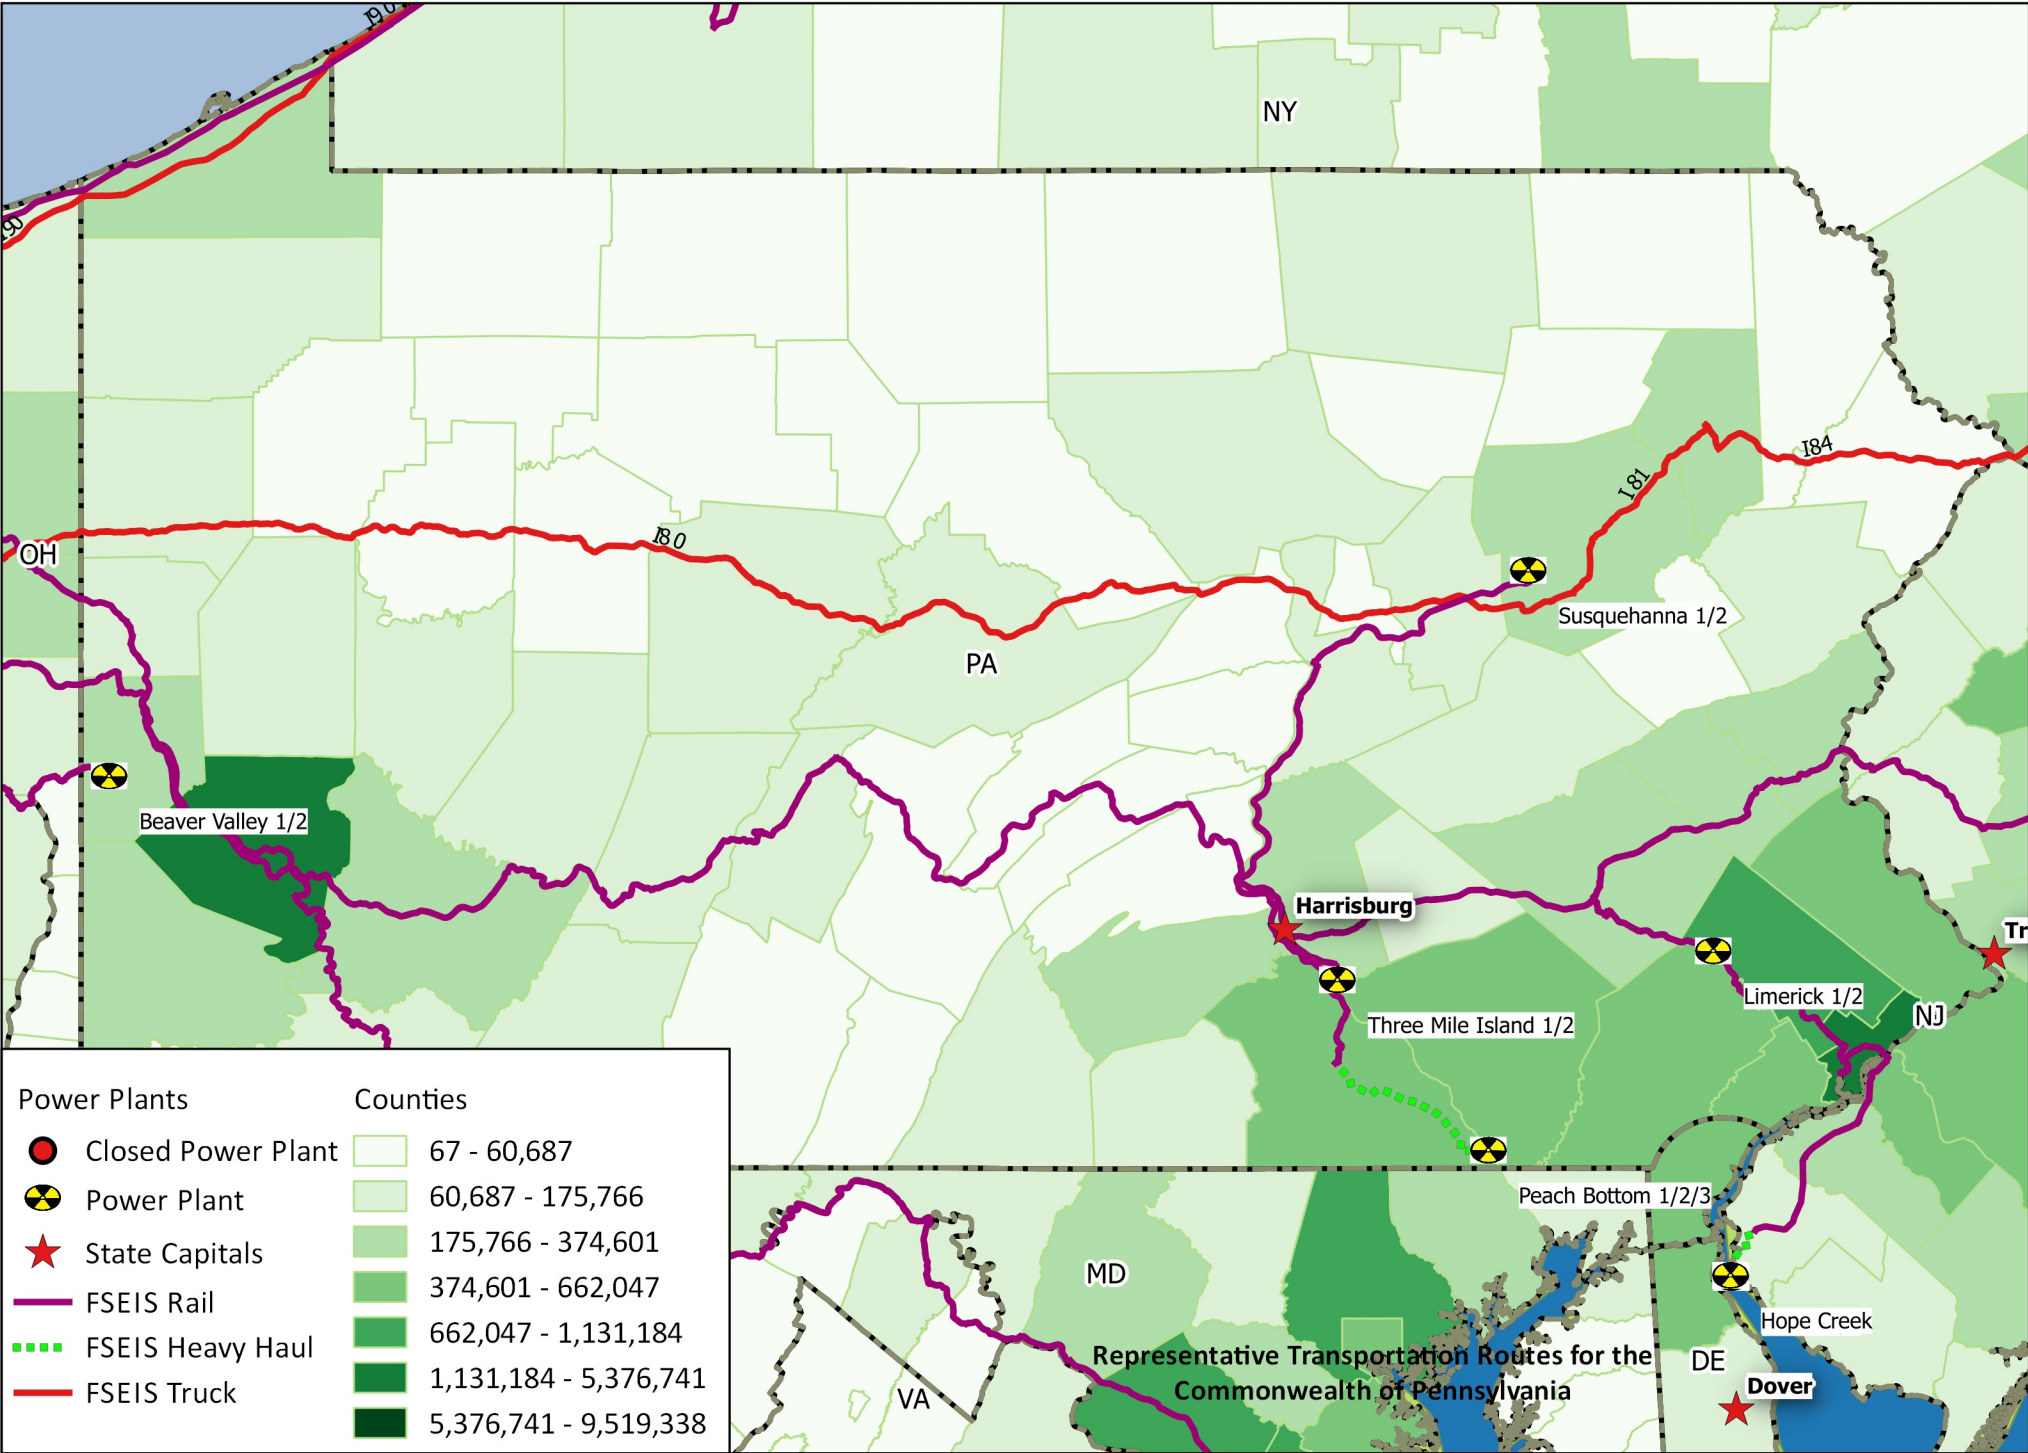 I90
NY
I90
I84
I81
I80
OH
Susquehanna 1/2
PA
Beaver Valley 1/2
Harrisburg
Tr
Limerick 1/2
NJ
Three Mile Island 1/2
Peach Bottom 1/2/3
MD
Hope Creek
Representative Transportation Routes for the
Commonwealth of Pennsylvania
DE
Dover
VA
Power Plants
Closed Power Plant
Power Plant
State Capitals
FSEIS Rail
FSEIS Heavy Haul
FSEIS Truck
Counties
67 - 60,687
60,687 - 175,766
175,766 - 374,601
374,601 - 662,047
662,047 - 1,131,184
1,131,184 - 5,376,741
5,376,741 - 9,519,338